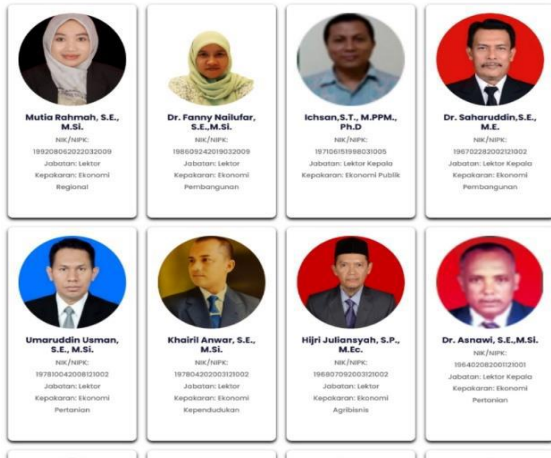 Mutia Rahmah, S.E.,
M.Si.
NIK/NIPK:
199208062022032009
Jabatan: Lektor
Kepakaran: Ekonomi
Regional
Dr. Fanny Nailufar,
S.E.,M.Si.
NIK/NIPK:
198609242019032009
Jabatan: Lektor
Kepakaran: Ekonomi
Pembangunan
Ichsan,S.T., M.PPM.,
Ph.D
NIK/NIPK:
197106151998031005
Jabatan: Lektor Kepala
Kepakaran: Ekonomi Publik
Dr. Saharuddin,S.E.,
M.E.
NIK/NIPK:
196702282002121002
Jabatan: Lektor Kepala
Kepakaran: Ekonomi
Pembangunan
Umaruddin Usman,
S.E., M.Si.
NIK/NIPK:
197810042008121002
Jabatan: Lektor
Kepakaran: Ekonomi
Pertanian
Khairil Anwar, S.E.,
M.Si.
NIK/NIPK:
197804202003121002
Jabatan: Lektor
Kepakaran: Ekonomi
Kependudukan
Hijri Juliansyah, S.P.,
M.Ec.
NIK/NIPK:
196807092003121002
Jabatan: Lektor
Kepakaran: Ekonomi
Agribisnis
Dr. Asnawi, S.E.,M.Si.
NIK/NIPK:
196402082001121001
Jabatan: Lektor Kepala
Kepakaran: Ekonomi
Pertanian